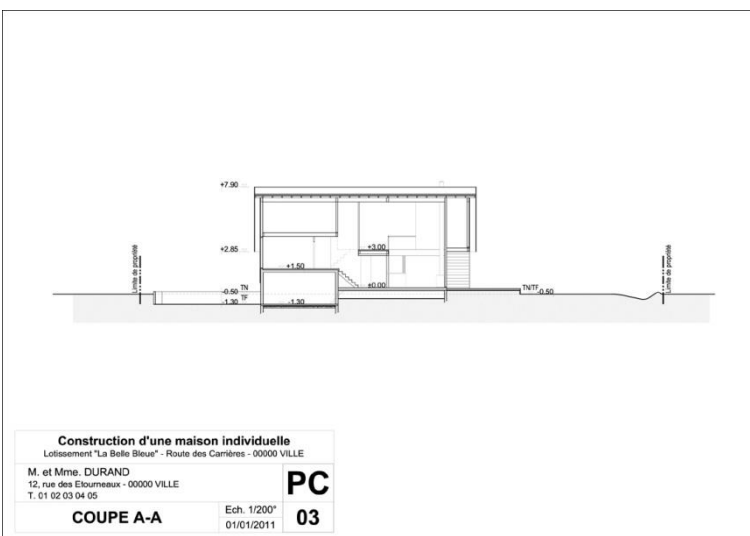 +7.90
+2.85
+3.00
+1.50
±0.00
Limite de propriété
-0.50 TN
-1.30 TF
-1.30
TN/TF -0.50
Limite de propriété
Construction d'une maison individuelle
Lotissement "La Belle Bleue" - Route des Carrières - 00000 VILLE
M. et Mme. DURAND
12, rue des Etourneaux - 00000 VILLE
T. 01 02 03 04 05
PC
COUPE A-A
Ech. 1/200°
01/01/2011
03